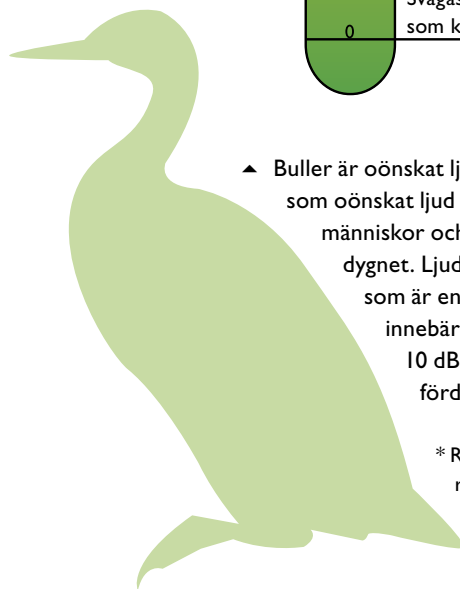 som k
0
Buller är oönskat lj
som oönskat ljud
människor och
dygnet. Ljud
som är en
innebär
10 dB
förd
* R